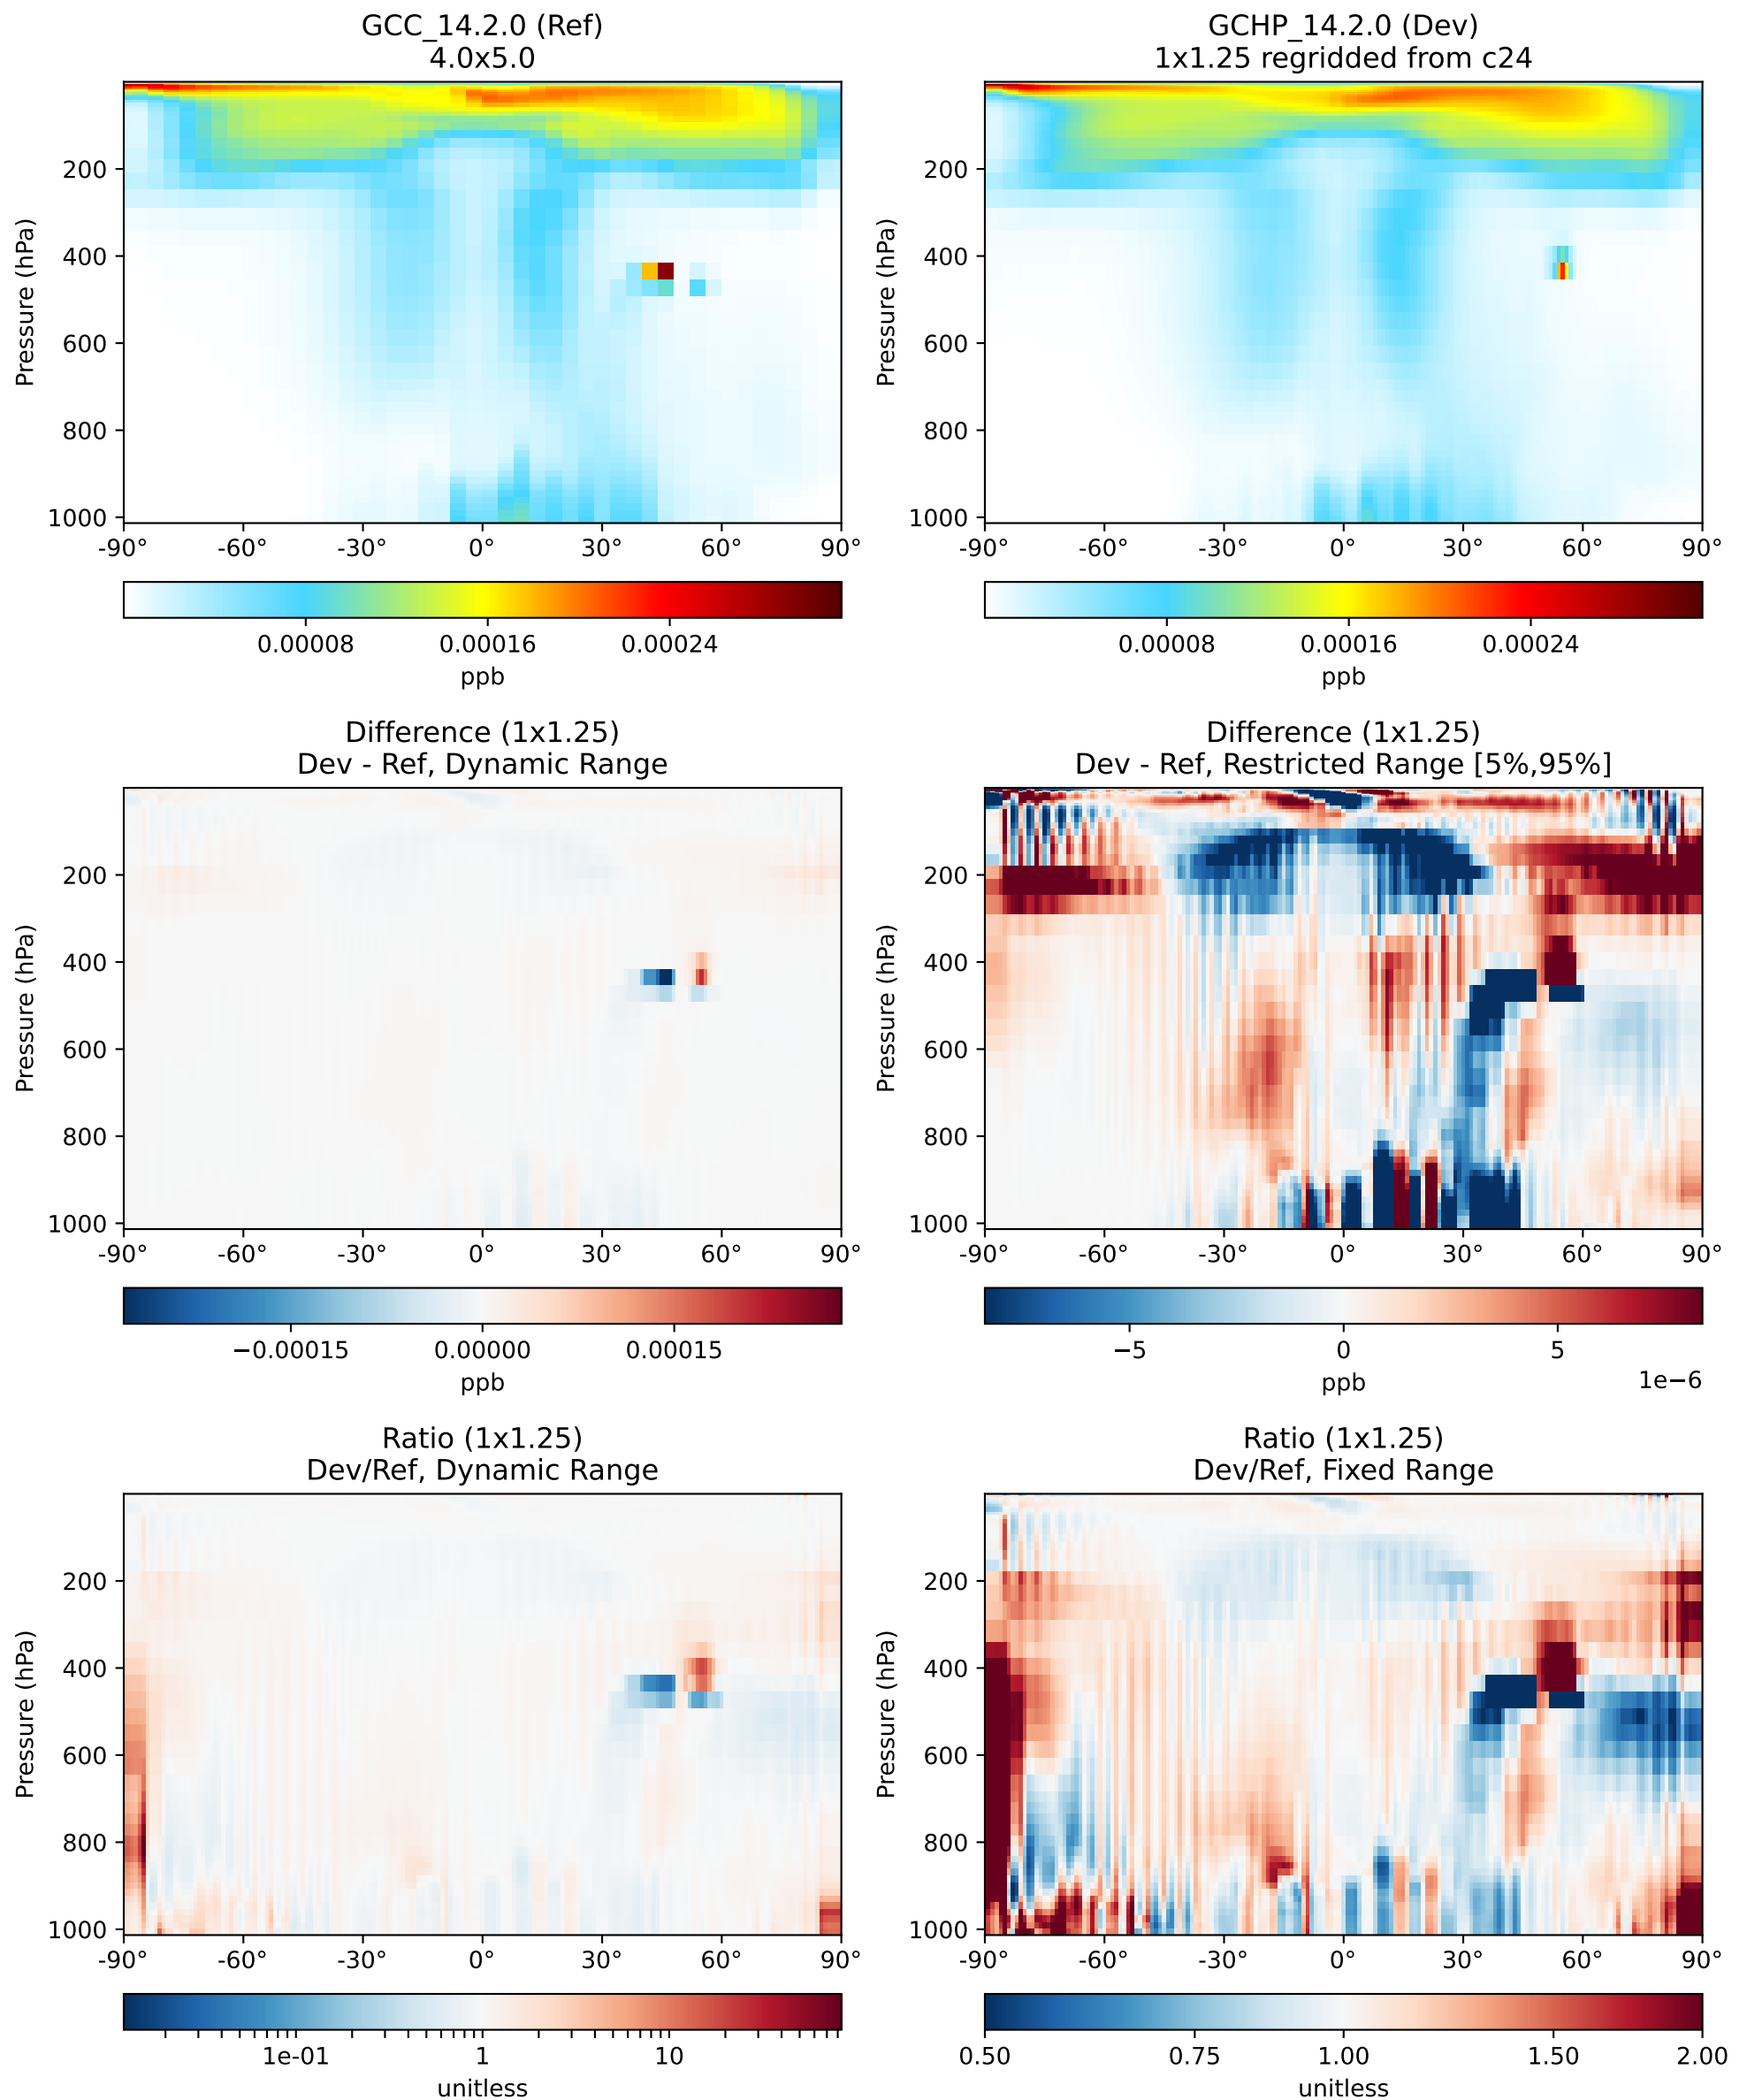 GCC_14.2.0 (Ref)
4.0x5.0
Pressure (hPa)
200
400
600
800
1000
-90° -60° -30° 0° 30° 60° 90°
0.00008 0.00016 0.00024
ppb
GCHP_14.2.0 (Dev)
1x1.25 regridded from c24
Pressure (hPa)
200
400
600
800
1000
-90° -60° -30° 0° 30° 60° 90°
0.00008 0.00016 0.00024
ppb
Difference (1x1.25)
Dev - Ref, Dynamic Range
Pressure (hPa)
200
400
600
800
1000
-90° -60° -30° 0° 30° 60° 90°
−0.00015 0.00000 0.00015
ppb
Difference (1x1.25)
Dev - Ref, Restricted Range [5%,95%]
Pressure (hPa)
200
400
600
800
1000
-90° -60° -30° 0° 30° 60° 90°
−5 0 5
ppb
1e−6
Ratio (1x1.25)
Dev/Ref, Dynamic Range
Pressure (hPa)
200
400
600
800
1000
-90° -60° -30° 0° 30° 60° 90°
1e-01 1 10
unitless
Ratio (1x1.25)
Dev/Ref, Fixed Range
Pressure (hPa)
200
400
600
800
1000
-90° -60° -30° 0° 30° 60° 90°
0.50 0.75 1.00 1.50 2.00
unitless